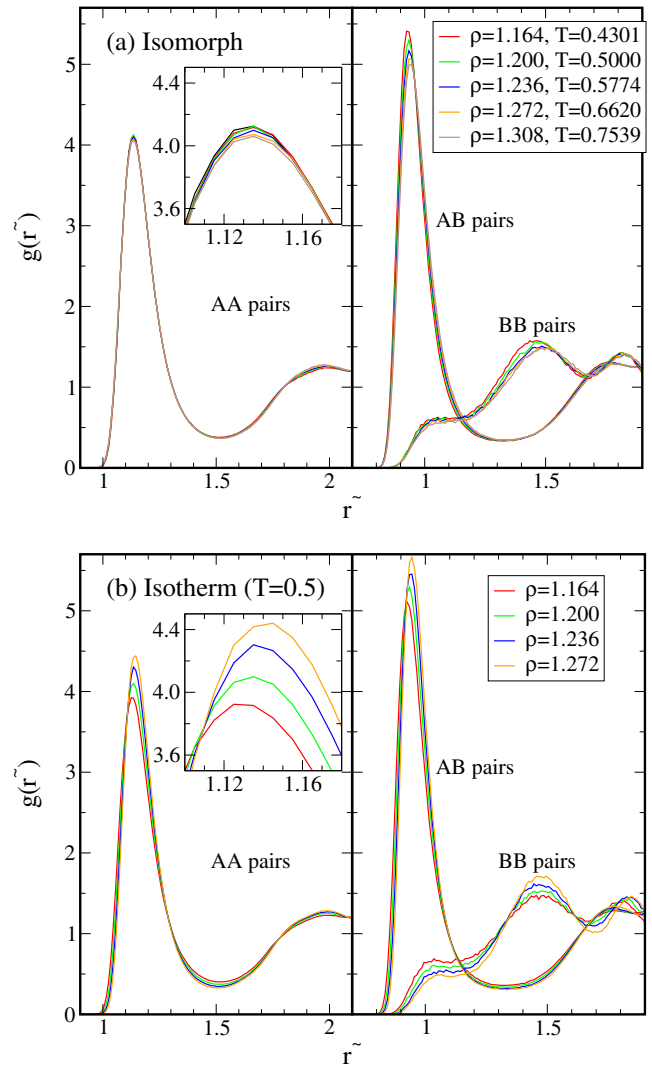 (a) Isomorph
ρ=1.164, T=0.4301
ρ=1.200, T=0.5000
ρ=1.236, T=0.5774
ρ=1.272, T=0.6620
ρ=1.308, T=0.7539
4.4
4.0
3.6
1.12 1.16
AA pairs
AB pairs
BB pairs
g(r~)
5
4
3
2
1
0
1 1.5 2
1 1.5
r~ r~
(b) Isotherm (T=0.5)
ρ=1.164
ρ=1.200
ρ=1.236
ρ=1.272
4.4
4.0
3.6
1.12 1.16
AA pairs
AB pairs
BB pairs
g(r~)
5
4
3
2
1
0
1 1.5 2
1 1.5
r~ r~